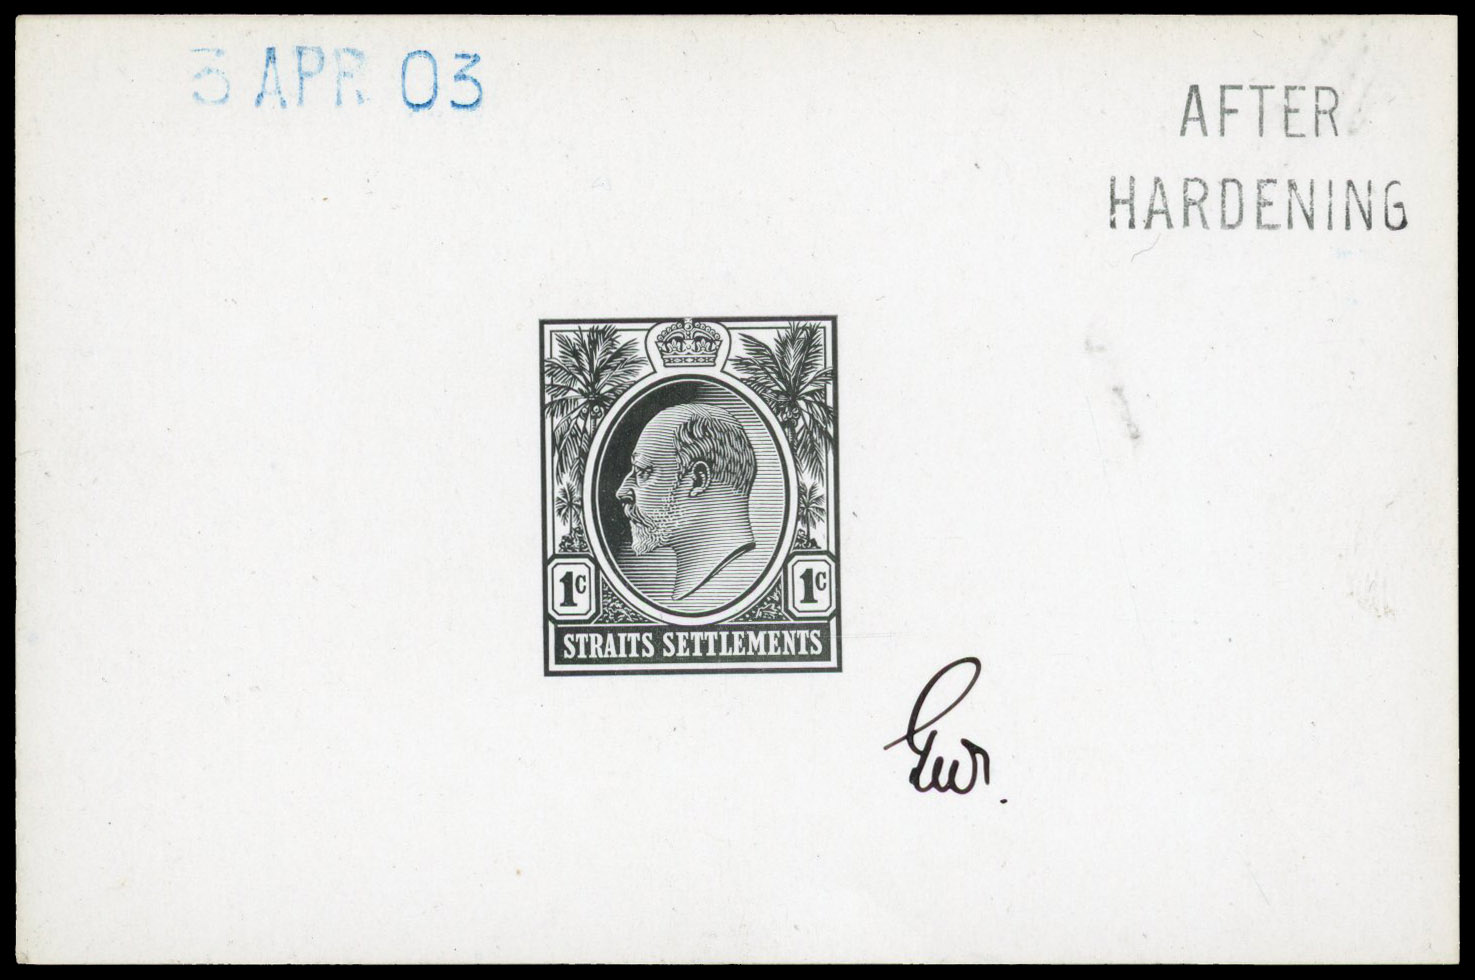 3 APR 03
AFTER
HARDENING
1c
1c
STRAITS SETTLEMENTS